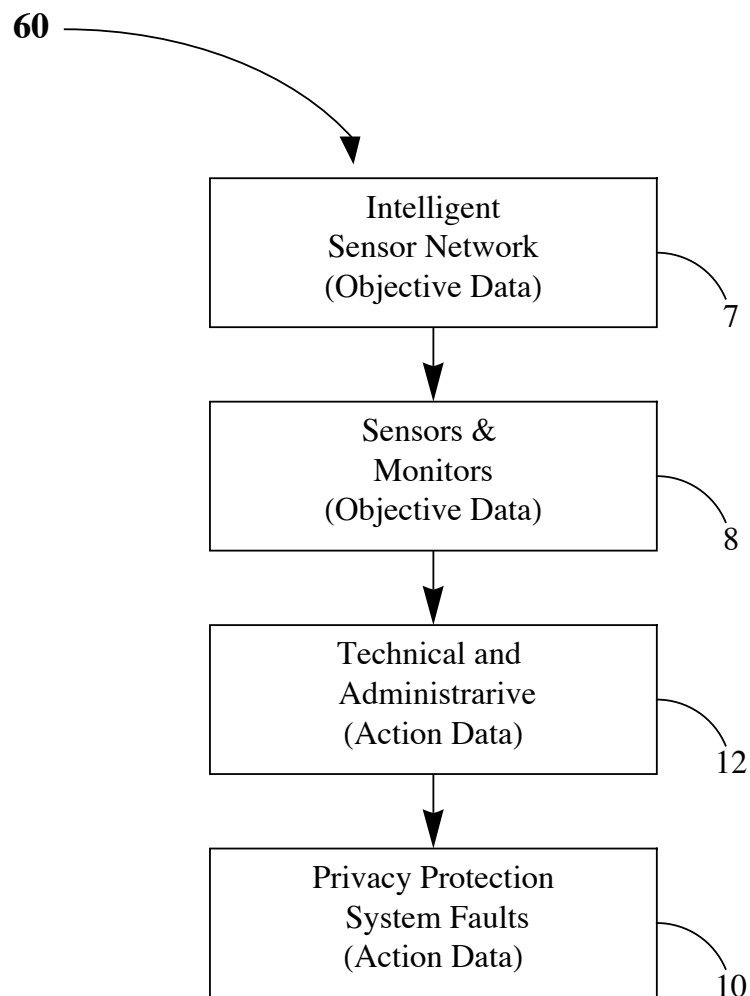 60
Intelligent
Sensor Network
(Objective Data)
7
Sensors &
Monitors
(Objective Data)
8
Technical and
Administrarive
(Action Data)
12
Privacy Protection
System Faults
(Action Data)
10